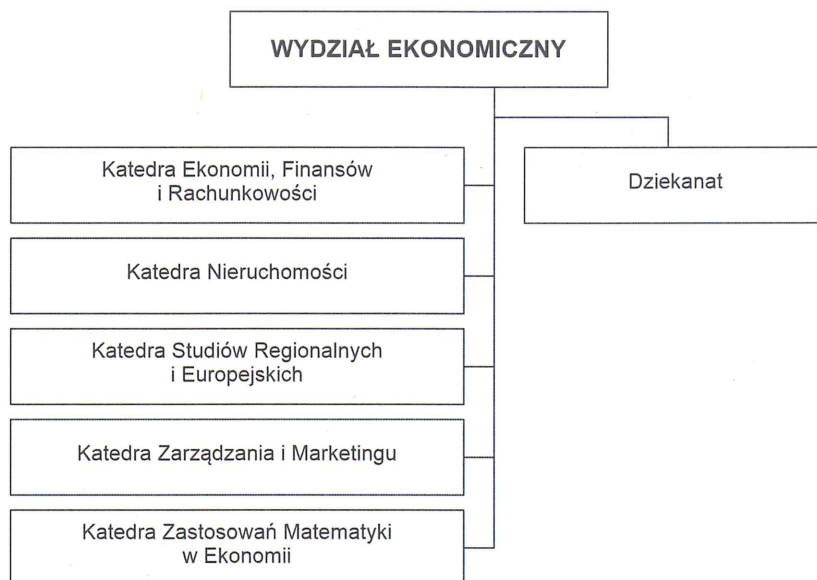 WYDZIAŁ EKONOMICZNY
Katedra Ekonomii, Finansów
i Rachunkowości
Dziekanat
Katedra Nieruchomości
Katedra Studiów Regionalnych
i Europejskich
Katedra Zarządzania i Marketingu
Katedra Zastosowań Matematyki
w Ekonomii